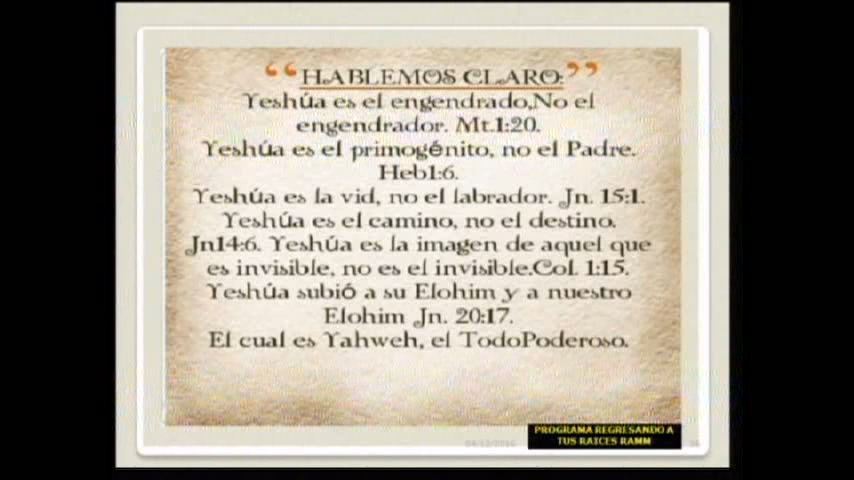 “HABLEMOS CLARO:”
Yeshúa es el engendrado,No el
engendrador. Mt.1:20.
Yeshúa es el primogénito, no el Padre.
Heb1:6.
Yeshúa es la vid, no el labrador. Jn. 15:1.
Yeshúa es el camino, no el destino.
Jn14:6. Yeshúa es la imagen de aquel que
es invisible, no es el invisible.Col. 1:15.
Yeshúa subió a su Elohim y a nuestro
Elohim Jn. 20:17.
El cual es Yahweh, el TodoPoderoso.
PROGRAMA REGRESANDO A
TUS RAICES RAMM